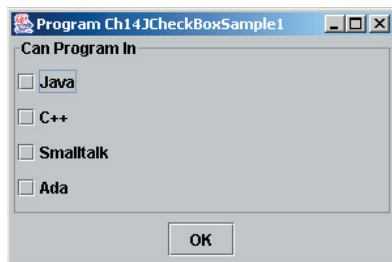 Program Ch14JCheckBoxSample1
Can Program In
Java
C++
Smalltalk
Ada
OK